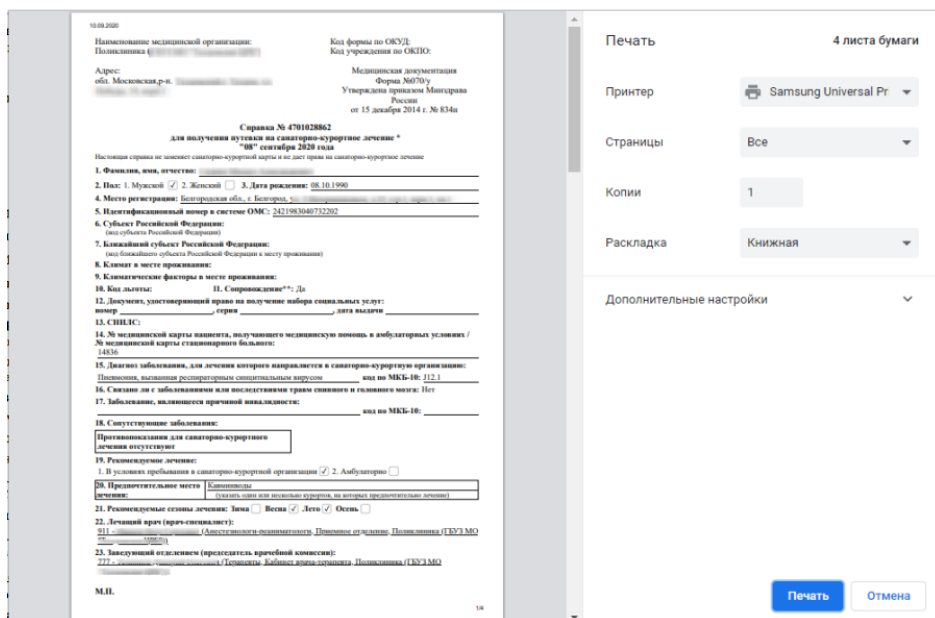 10.09.2020
Наименование медицинской организации:
Поликлиника (
Код формы по ОКУД:
Код учреждения по ОКПО:
Адрес:
обл. Московская,р-н.
Медицинская документация
Форма №070/у
Утверждена приказом Минздрава
России
от 15 декабря 2014 г. № 834н
Справка № 4701028862
для получения путевки на санаторно-курортное лечение *
"08" сентября 2020 года
Настоящая справка не заменяет санаторно-курортной карты и не дает права на санаторно-курортное лечение
1. Фамилия, имя, отчество:
2. Пол: 1. Мужской ✓ 2. Женский 3. Дата рождения: 08.10.1990
4. Место регистрации: Белгородская обл., г. Белгород,
5. Идентификационный номер в системе ОМС: 2421983040732202
6. Субъект Российской Федерации:
(код субъекта Российской Федерации)
7. Ближайший субъект Российской Федерации:
(код ближайшего субъекта Российской Федерации к месту проживания)
8. Климат в месте проживания:
9. Климатические факторы в месте проживания:
10. Код льготы: 11. Сопровождение**: Да
12. Документ, удостоверяющий право на получение набора социальных услуг:
номер , серия , дата выдачи
13. СНИЛС:
14. № медицинской карты пациента, получающего медицинскую помощь в амбулаторных условиях /
№ медицинской карты стационарного больного:
14836
15. Диагноз заболевания, для лечения которого направляется в санаторно-курортную организацию:
Пневмония, вызванная респираторным синцитиальным вирусом код по МКБ-10: J12.1
16. Связано ли с заболеваниями или последствиями травм спинного и головного мозга: Нет
17. Заболевание, являющееся причиной инвалидности:
код по МКБ-10:
18. Сопутствующие заболевания:
Противопоказания для санаторно-курортного
лечения отсутствуют
19. Рекомендуемое лечение:
1. В условиях пребывания в санаторно-курортной организации ✓ 2. Амбулаторно
20. Предпочтительное место лечения: Кавминводы
(указать один или несколько курортов, на которых предпочтительно лечение)
21. Рекомендуемые сезоны лечения: Зима Весна ✓ Лето ✓ Осень
22. Лечащий врач (врач-специалист):
911 - (Анестезиологи-реаниматологи, Приемное отделение, Поликлиника (ГБУЗ МО
23. Заведующий отделением (председатель врачебной комиссии):
777 - (Терапевты, Кабинет врача-терапевта, Поликлиника (ГБУЗ МО
М.П.
1/4
Печать 4 листа бумаги
Принтер Samsung Universal Pri
Страницы Все
Копии 1
Раскладка Книжная
Дополнительные настройки
Печать Отмена